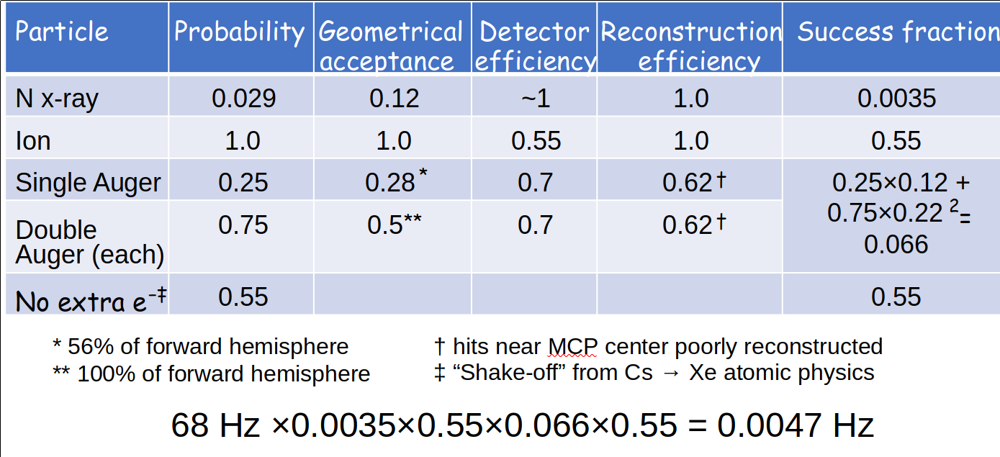 Particle Probability Geometrical acceptance Detector efficiency Reconstruction efficiency Success fraction
N x-ray 0.029 0.12 ~1 1.0 0.0035
Ion 1.0 1.0 0.55 1.0 0.55
Single Auger 0.25 0.28* 0.7 0.62†
Double Auger (each) 0.75 0.5** 0.7 0.62†
0.25×0.12 +
0.75×0.22 ²=
0.066
No extra e⁻‡ 0.55 0.55
* 56% of forward hemisphere
** 100% of forward hemisphere
† hits near MCP center poorly reconstructed
‡ “Shake-off” from Cs → Xe atomic physics
68 Hz ×0.0035×0.55×0.066×0.55 = 0.0047 Hz